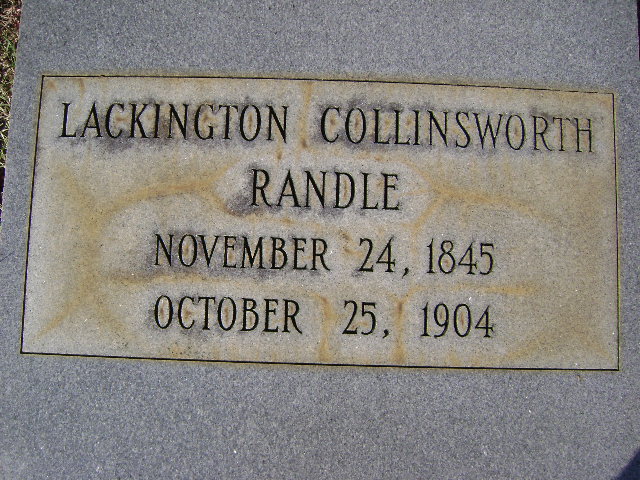 LACKINGTON COLLINSWORTH
RANDLE
NOVEMBER 24, 1845
OCTOBER 25, 1904